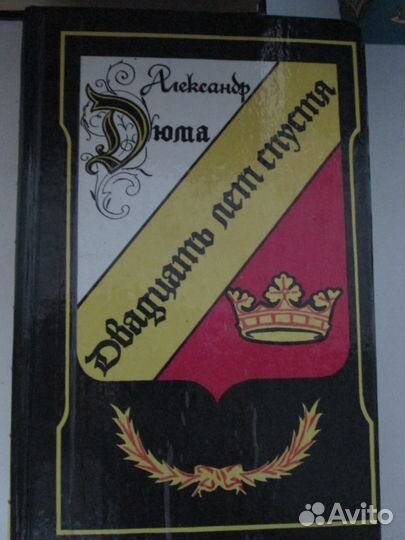 Александр
Дюма
Двадцать лет спустя
Avito